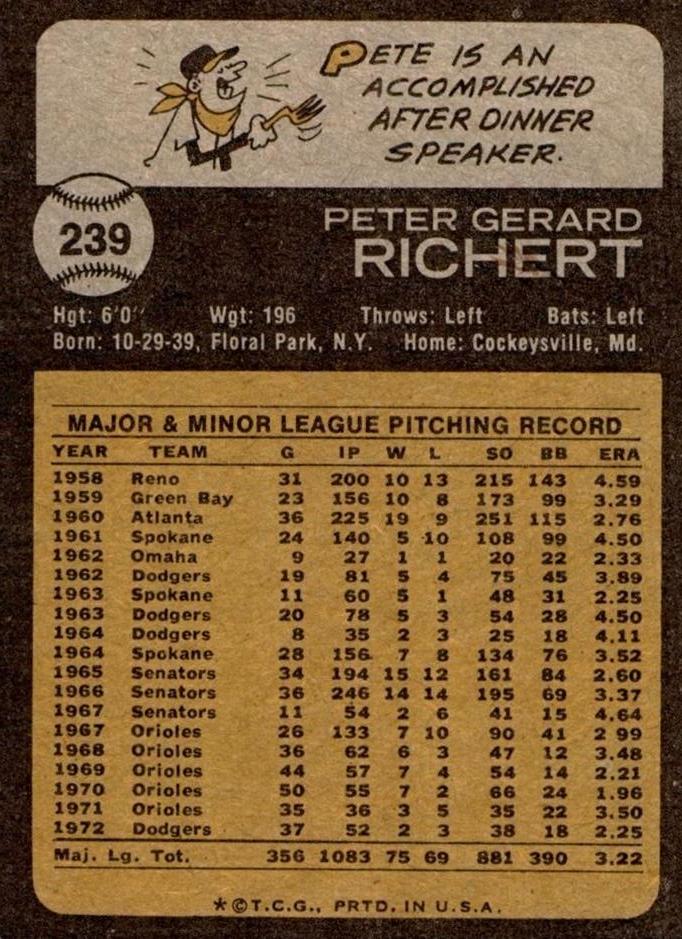 PETE IS AN
ACCOMPLISHED
AFTER DINNER
SPEAKER.
239
PETER GERARD
RICHERT
Hgt: 6'0" Wgt: 196 Throws: Left Bats: Left
Born: 10-29-39, Floral Park, N.Y. Home: Cockeysville, Md.
MAJOR & MINOR LEAGUE PITCHING RECORD
YEAR TEAM G IP W L SO BB ERA
1958 Reno 31 200 10 13 215 143 4.59
1959 Green Bay 23 156 10 8 173 99 3.29
1960 Atlanta 36 225 19 9 251 115 2.76
1961 Spokane 24 140 5 10 108 99 4.50
1962 Omaha 9 27 1 1 20 22 2.33
1962 Dodgers 19 81 5 4 75 45 3.89
1963 Spokane 11 60 5 1 48 31 2.25
1963 Dodgers 20 78 5 3 54 28 4.50
1964 Dodgers 8 35 2 3 25 18 4.11
1964 Spokane 28 156 7 8 134 76 3.52
1965 Senators 34 194 15 12 161 84 2.60
1966 Senators 36 246 14 14 195 69 3.37
1967 Senators 11 54 2 6 41 15 4.64
1967 Orioles 26 133 7 10 90 41 2 99
1968 Orioles 36 62 6 3 47 12 3.48
1969 Orioles 44 57 7 4 54 14 2.21
1970 Orioles 50 55 7 2 66 24 1.96
1971 Orioles 35 36 3 5 35 22 3.50
1972 Dodgers 37 52 2 3 38 18 2.25
Maj. Lg. Tot. 356 1083 75 69 881 390 3.22
*©T.C.G., PRTD. IN U.S.A.